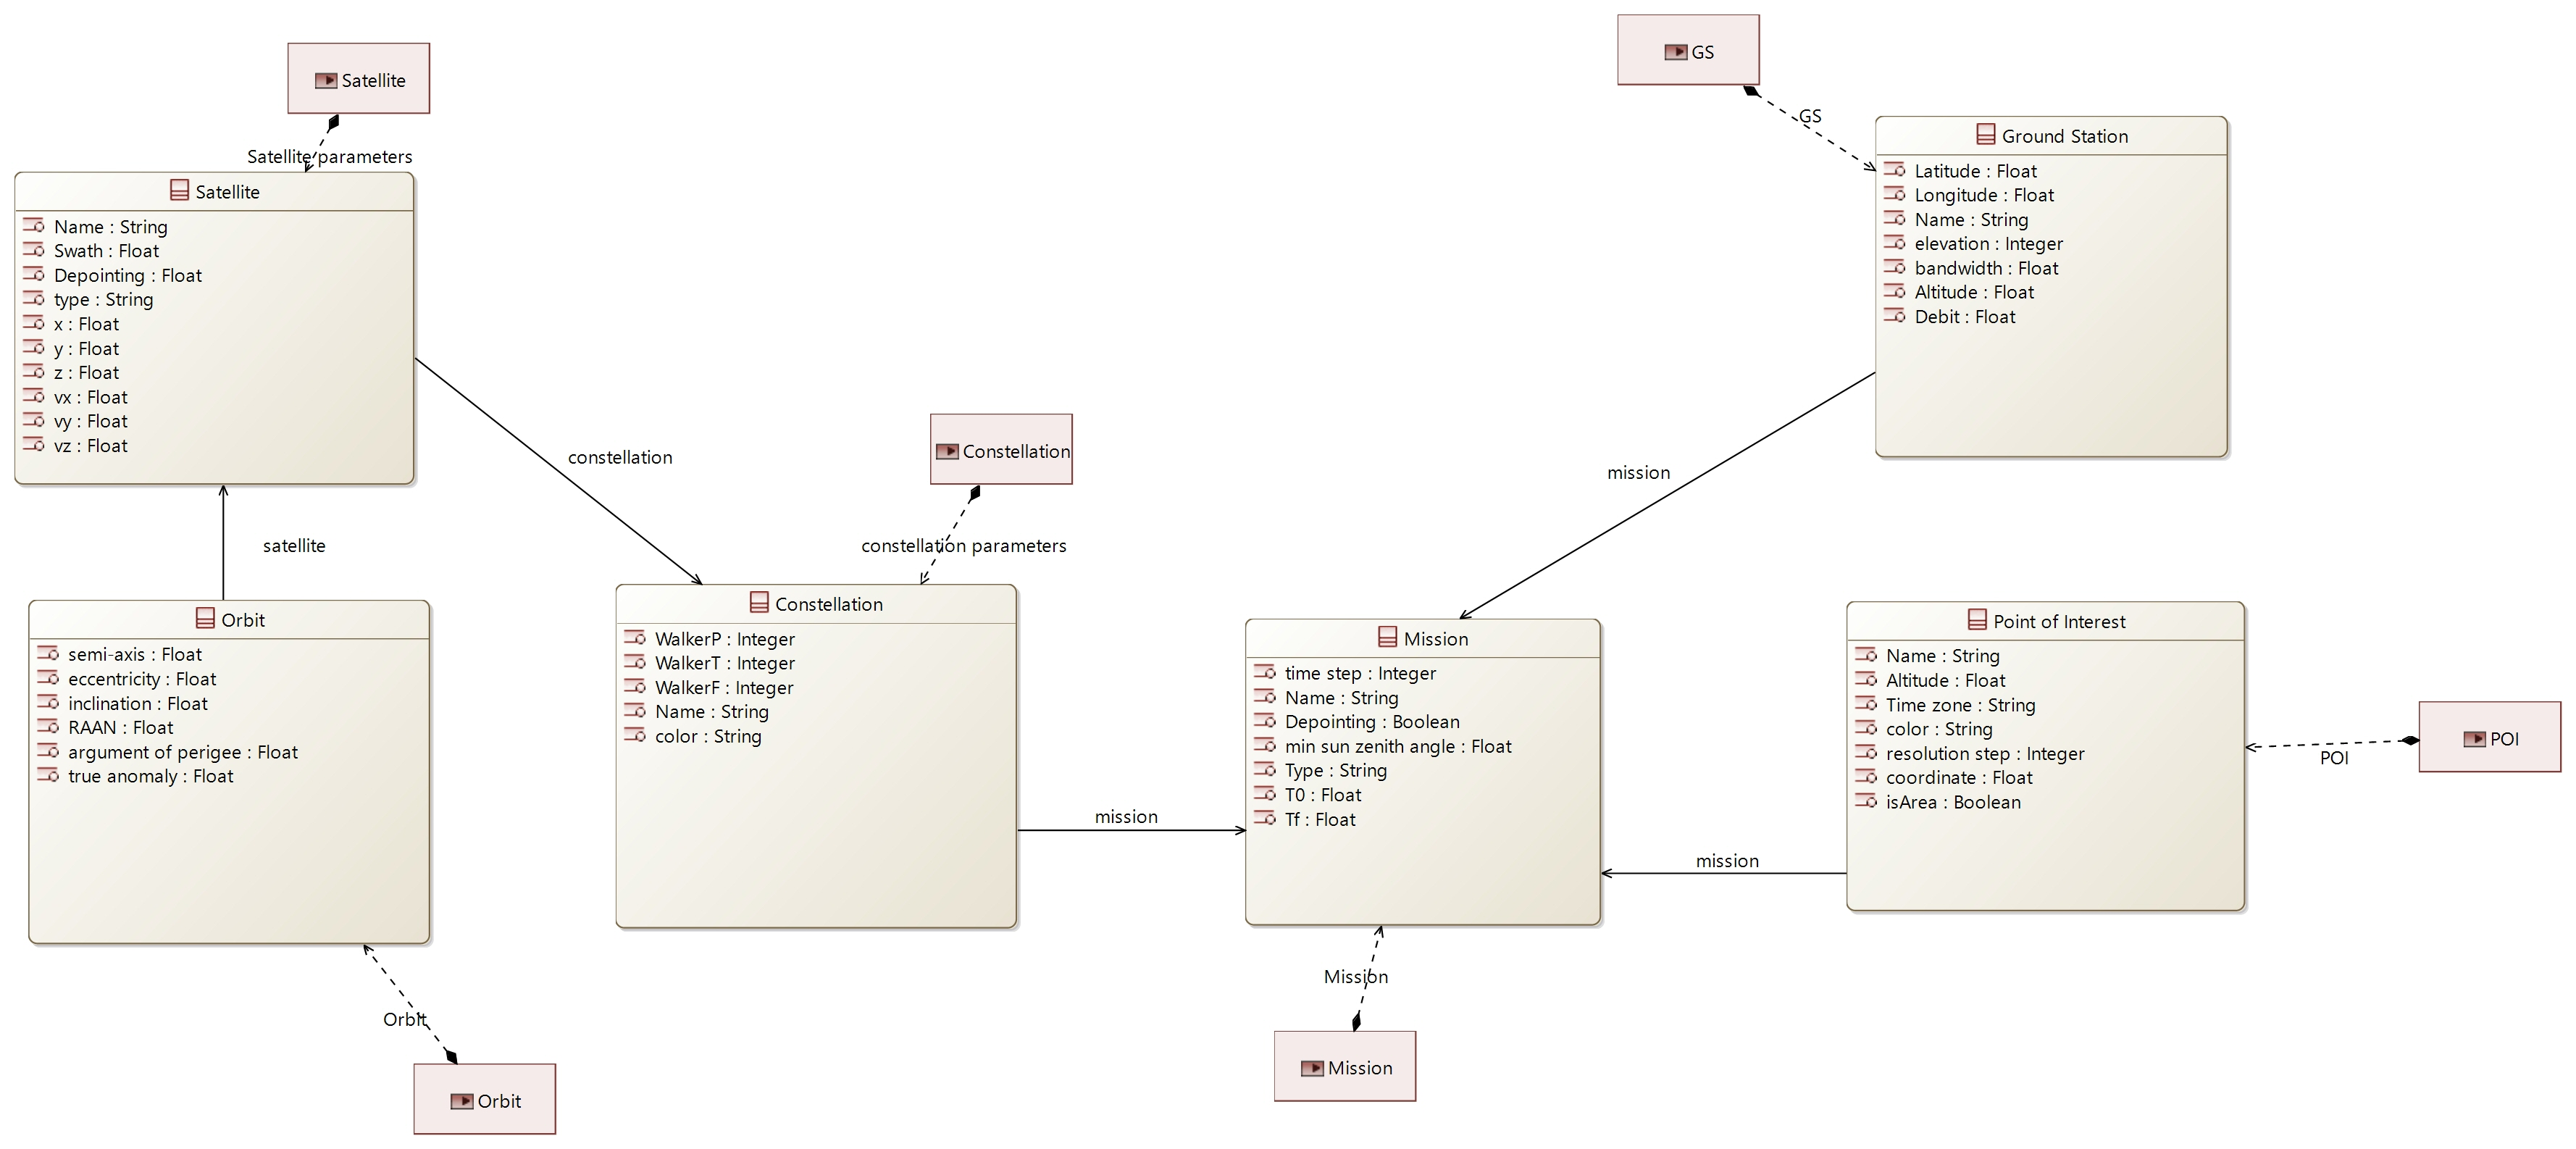 Satellite
Satellite parameters
Satellite
Name : String
Swath : Float
Depointing : Float
type : String
x : Float
y : Float
z : Float
vx : Float
vy : Float
vz : Float
satellite
Orbit
semi-axis : Float
eccentricity : Float
inclination : Float
RAAN : Float
argument of perigee : Float
true anomaly : Float
Orbit
Orbit
constellation
Constellation
constellation parameters
Constellation
WalkerP : Integer
WalkerT : Integer
WalkerF : Integer
Name : String
color : String
mission
GS
GS
Ground Station
Latitude : Float
Longitude : Float
Name : String
elevation : Integer
bandwidth : Float
Altitude : Float
Debit : Float
mission
Mission
time step : Integer
Name : String
Depointing : Boolean
min sun zenith angle : Float
Type : String
T0 : Float
Tf : Float
Mission
Mission
mission
Point of Interest
Name : String
Altitude : Float
Time zone : String
color : String
resolution step : Integer
coordinate : Float
isArea : Boolean
POI
POI